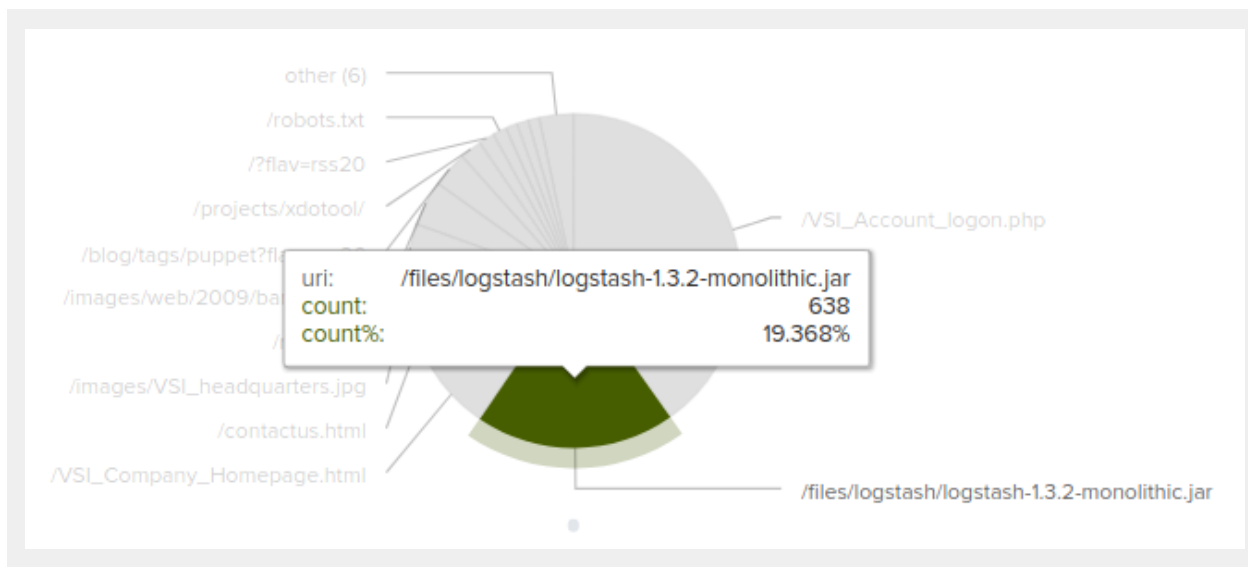 other (6)
/robots.txt
/?flav=rss20
/projects/xdotool/
/VSI_Account_logon.php
uri: /files/logstash/logstash-1.3.2-monolithic.jar
count: 638
count%: 19.368%
/images/VSI_headquarters.jpg
/contactus.html
/VSI_Company_Homepage.html
/files/logstash/logstash-1.3.2-monolithic.jar